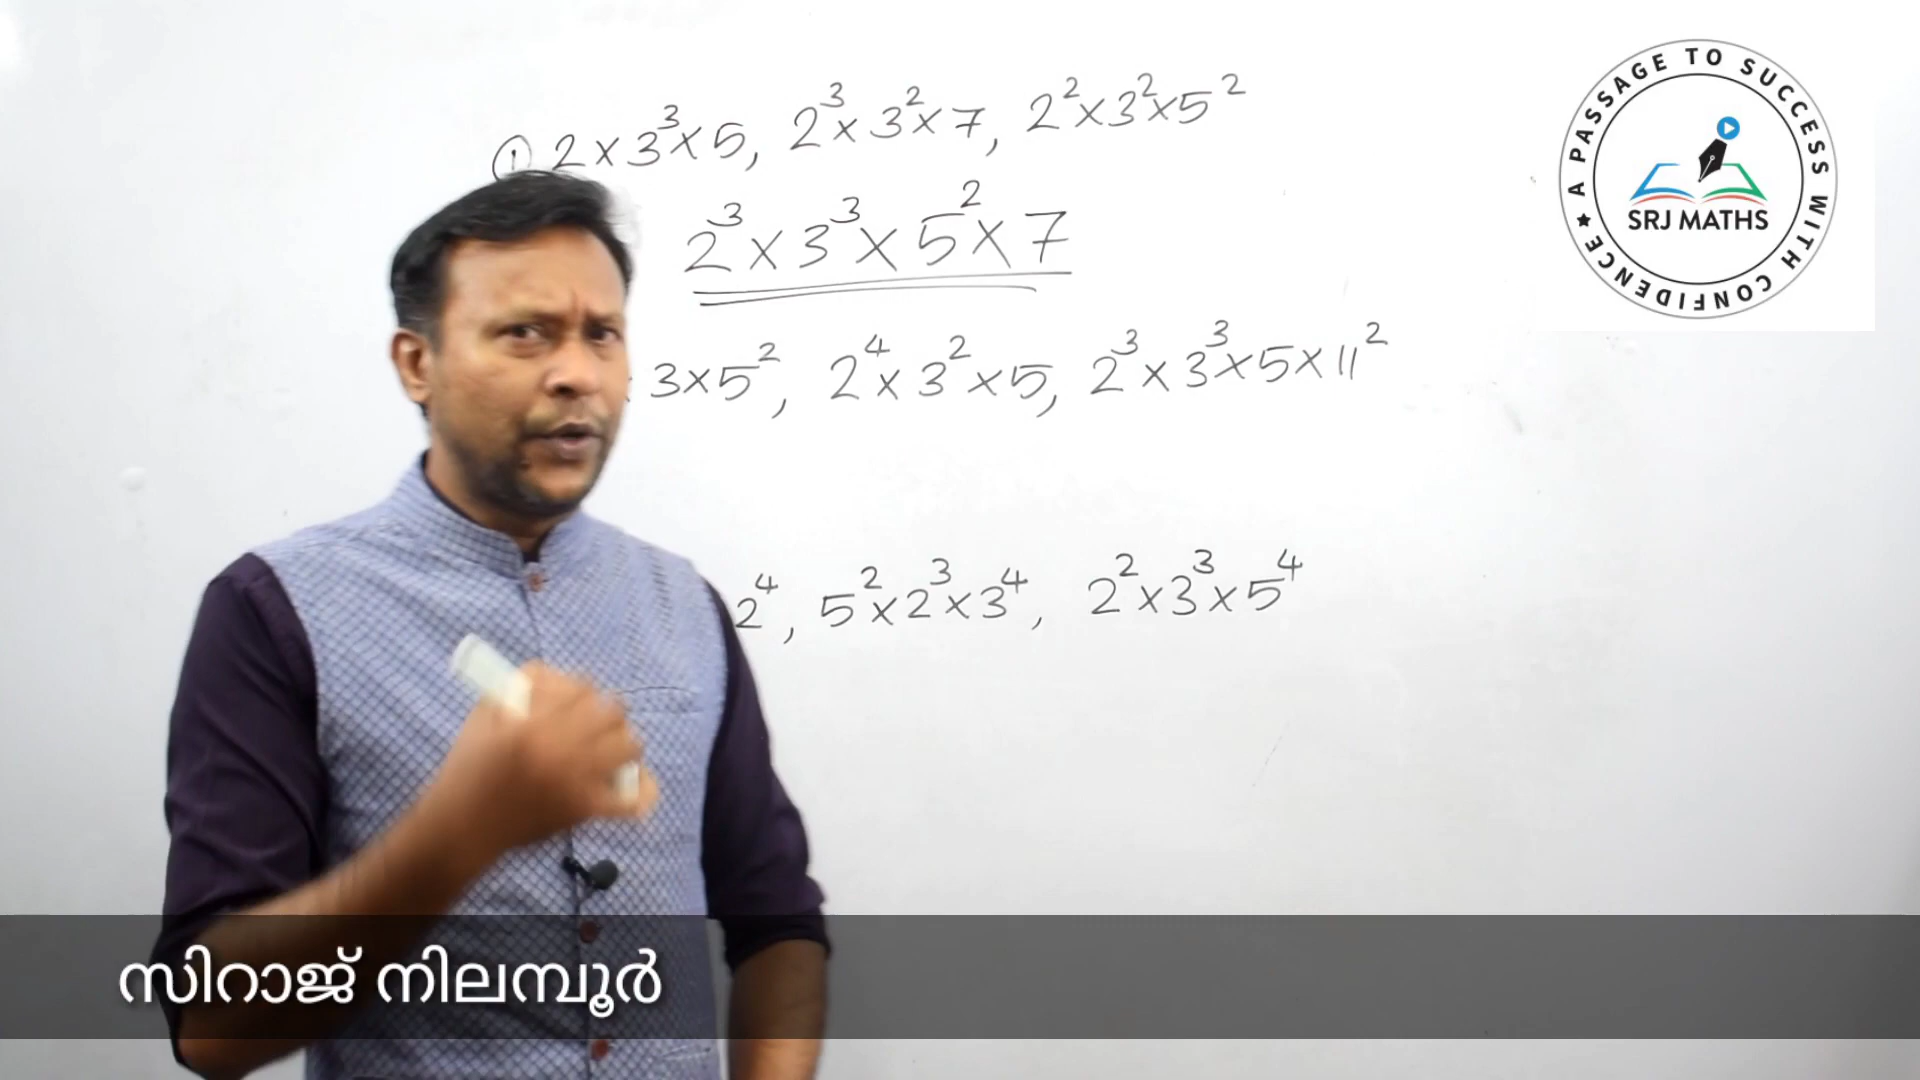 ① 2×3³×5, 2³×3²×7, 2²×3²×5²
2³×3³×5²×7
3×5², 2⁴×3²×5, 2³×3³×5×11²
2⁴, 5²×2³×3⁴, 2²×3³×5⁴
A PASSAGE TO SUCCESS WITH CONFIDENCE ★
SRJ MATHS
സിറാജ് നിലമ്പൂർ